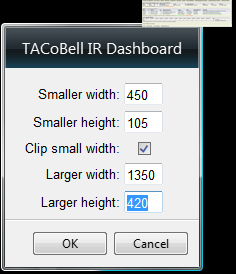 TACoBell IR Dashboard
Smaller width: 450
Smaller height: 105
Clip small width:
Larger width: 1350
Larger height: 420
OK Cancel